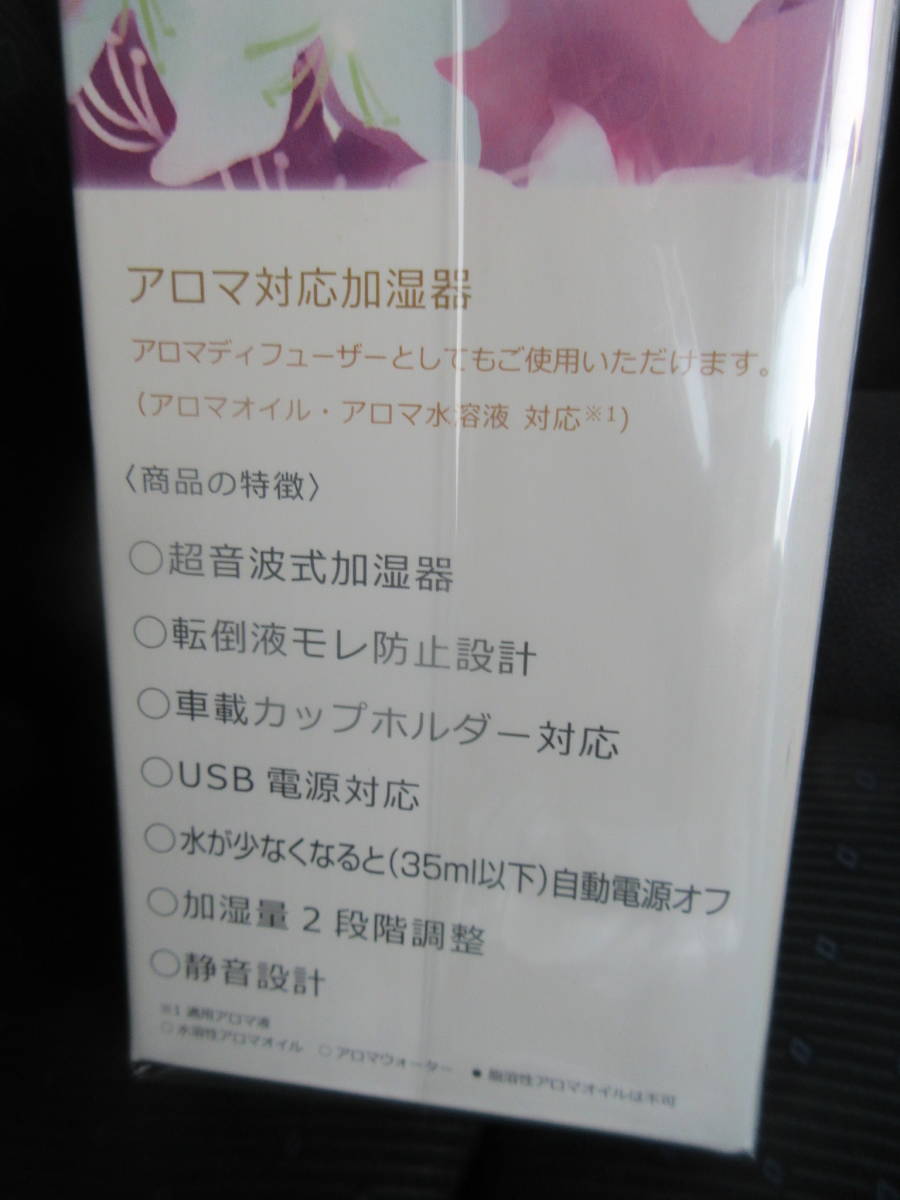 アロマ対応加湿器
アロマディフューザーとしてもご使用いただけます。
(アロマオイル・アロマ水溶液 対応※1)
〈商品の特徴〉
○超音波式加湿器
○転倒液モレ防止設計
○車載カップホルダー対応
○USB電源対応
○水が少なくなると(35ml以下)自動電源オフ
○加湿量2段階調整
○静音設計
※1 適用アロマ液
○ 水溶性アロマオイル ○ アロマウォーター ● 脂溶性アロマオイルは不可